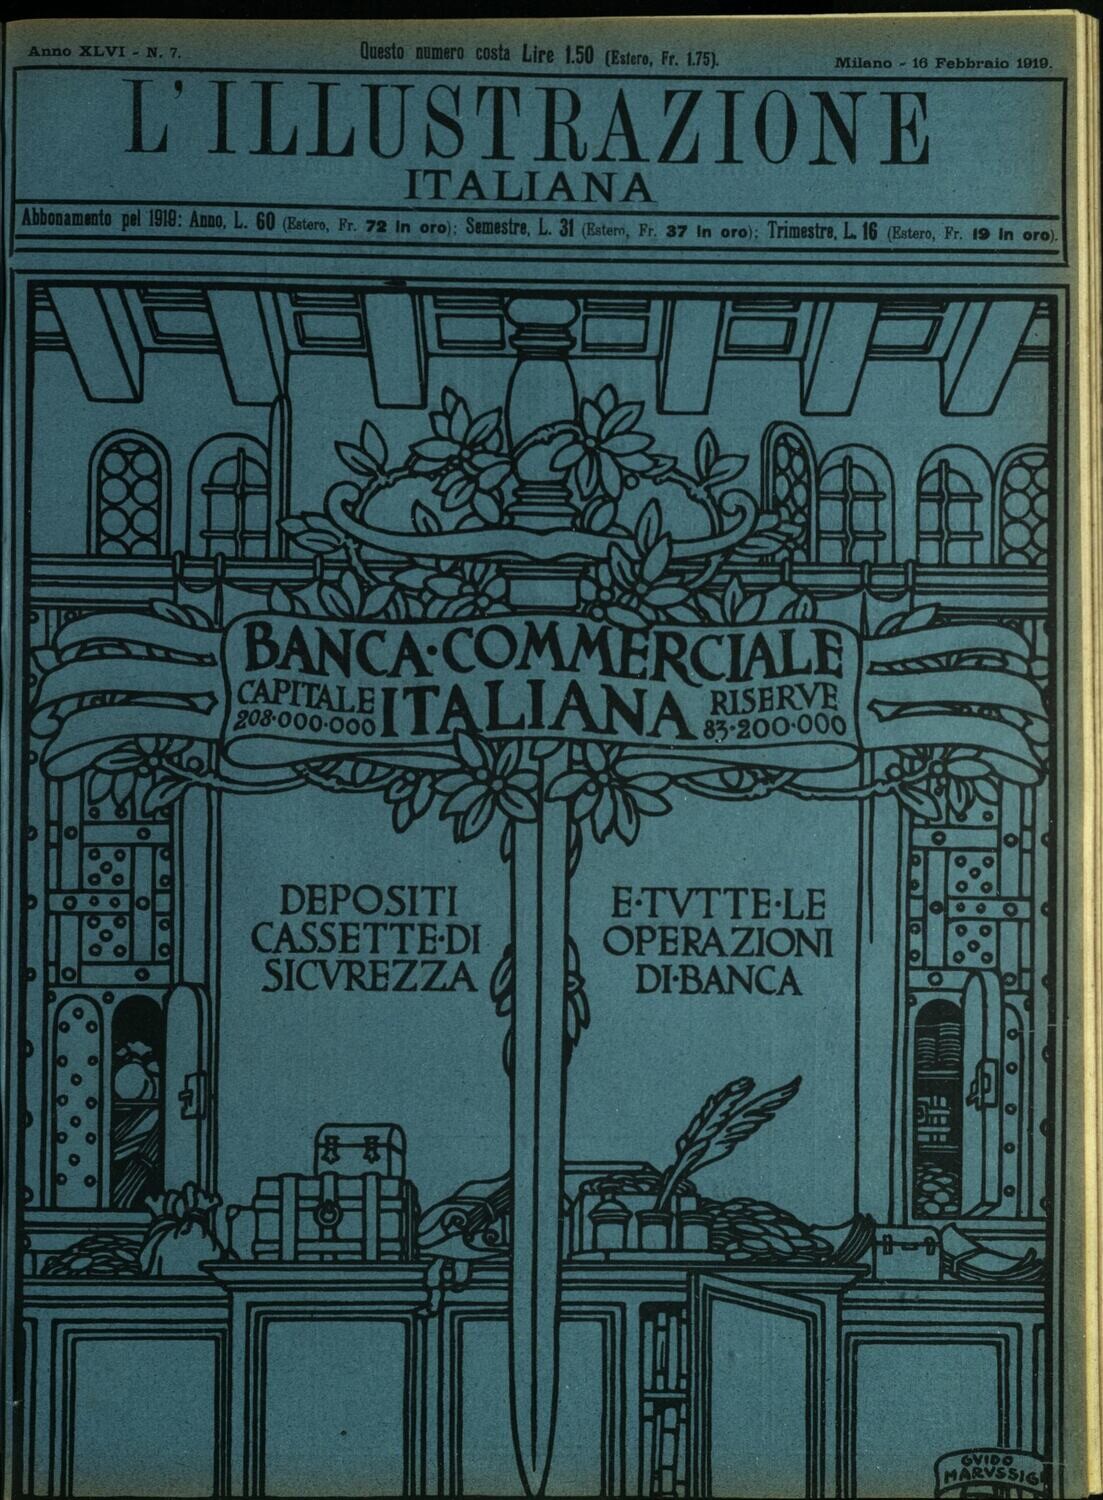 Anno XLVI - N. 7.
Questo numero costa Lire 1.50 (Estero, Fr. 1.75).
Milano - 16 Febbraio 1919.
L'ILLUSTRAZIONE
ITALIANA
Abbonamento pel 1919: Anno, L. 60 (Estero, Fr. 72 in oro); Semestre, L. 31 (Estero, Fr. 37 in oro); Trimestre, L. 16 (Estero, Fr. 19 in oro).
BANCA·COMMERCIALE
ITALIANA
CAPITALE
208·000·000
RISERVE
83·200·000
DEPOSITI
CASSETTE·DI
SICVREZZA
E·TVTTE·LE
OPERAZIONI
DI·BANCA
GVIDO
MARVSSIG